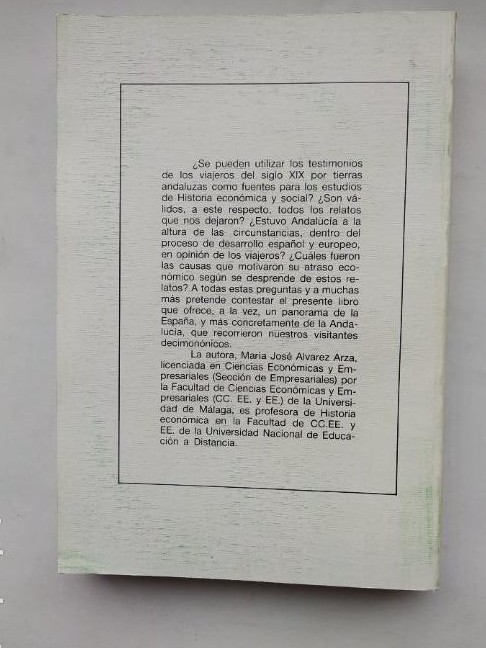 ¿Se pueden utilizar los testimonios
de los viajeros del siglo XIX por tierras
andaluzas como fuentes para los estudios
de Historia económica y social? ¿Son vá-
lidos, a este respecto, todos los relatos
que nos dejaron? ¿Estuvo Andalucía a la
altura de las circunstancias, dentro del
proceso de desarrollo español y europeo,
en opinión de los viajeros? ¿Cuáles fueron
las causas que motivaron su atraso eco-
nómico según se desprende de estos re-
latos? A todas estas preguntas y a muchas
más pretende contestar el presente libro
que ofrece, a la vez, un panorama de la
España, y más concretamente de la Anda-
lucía, que recorrieron nuestros visitantes
decimonónicos.
La autora, María José Alvarez Arza,
licenciada en Ciencias Económicas y Em-
presariales (Sección de Empresariales) por
la Facultad de Ciencias Económicas y Em-
presariales (CC. EE. y EE.) de la Universi-
dad de Málaga, es profesora de Historia
económica en la Facultad de CC.EE. y
EE. de la Universidad Nacional de Educa-
ción a Distancia.